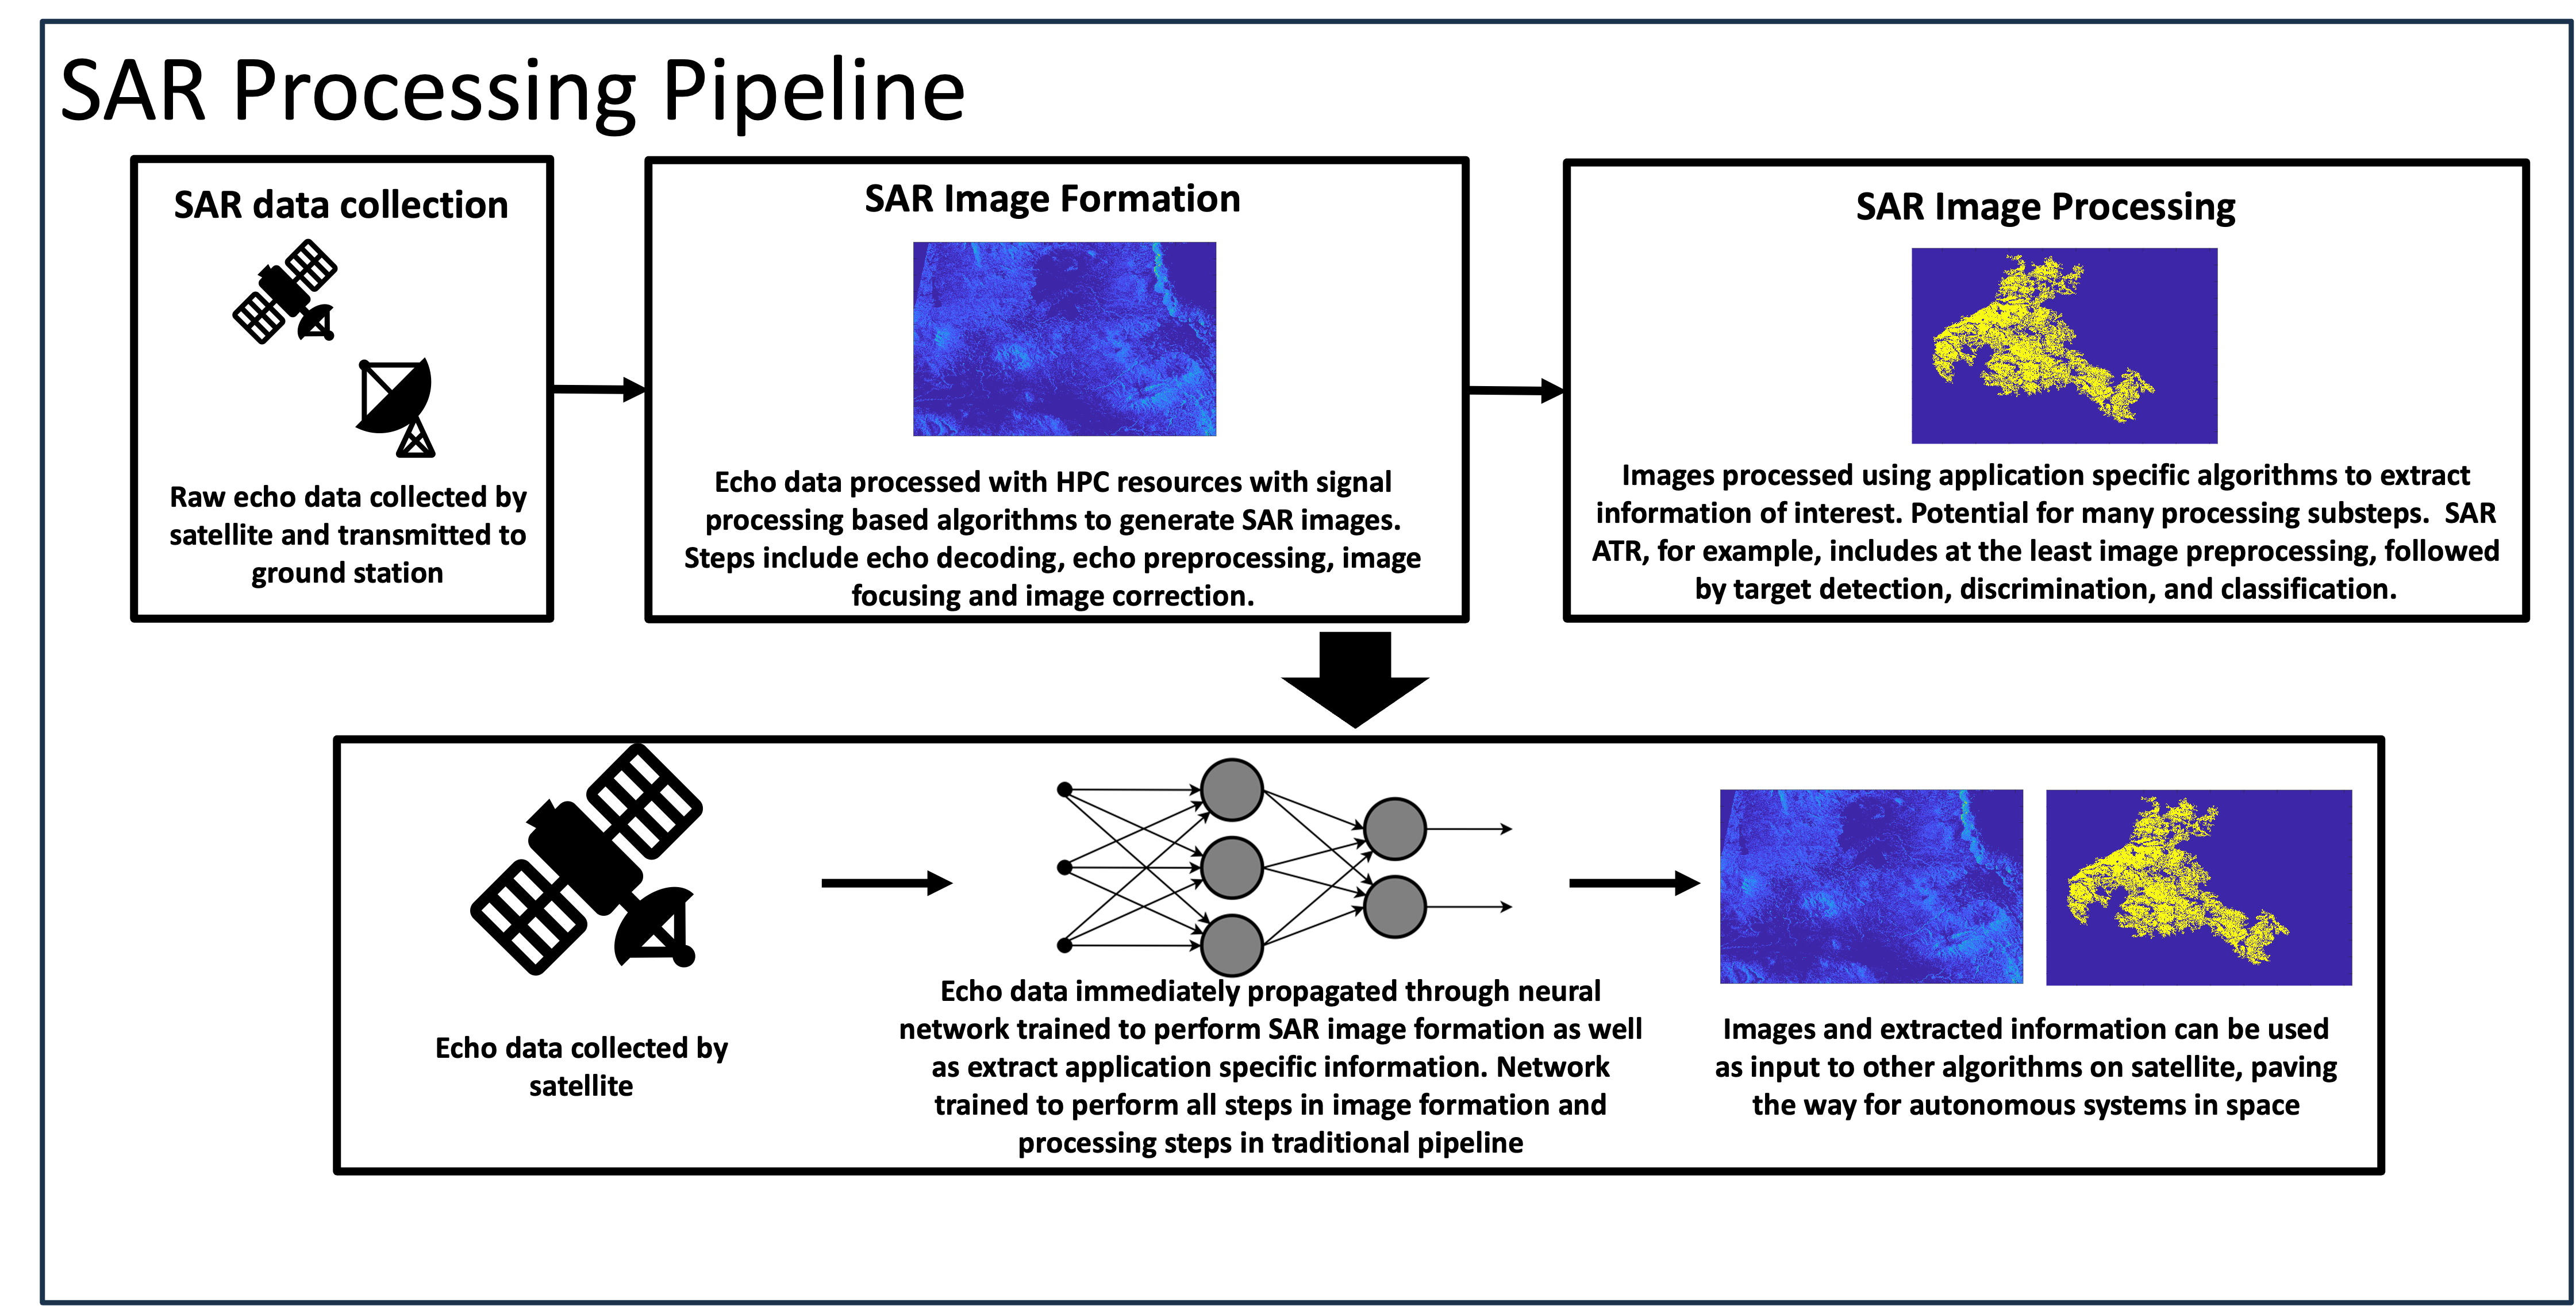 SAR Processing Pipeline
SAR data collection
Raw echo data collected by
satellite and transmitted to
ground station
SAR Image Formation
Echo data processed with HPC resources with signal
processing based algorithms to generate SAR images.
Steps include echo decoding, echo preprocessing, image
focusing and image correction.
SAR Image Processing
Images processed using application specific algorithms to extract
information of interest. Potential for many processing substeps.  SAR
ATR, for example, includes at the least image preprocessing, followed
by target detection, discrimination, and classification.
Echo data collected by
satellite
Echo data immediately propagated through neural
network trained to perform SAR image formation as well
as extract application specific information. Network
trained to perform all steps in image formation and
processing steps in traditional pipeline
Images and extracted information can be used
as input to other algorithms on satellite, paving
the way for autonomous systems in space